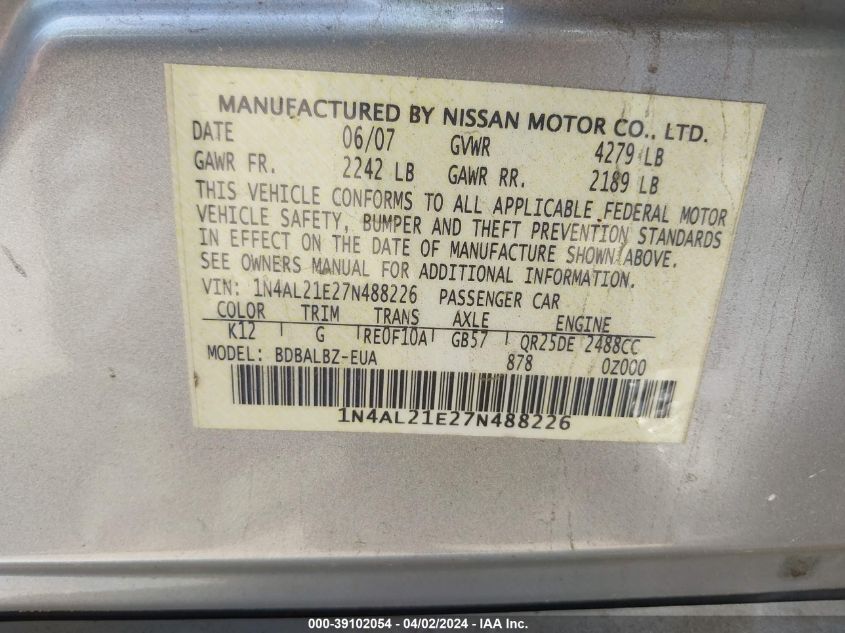 MANUFACTURED BY NISSAN MOTOR CO., LTD.
DATE 06/07 GVWR 4279 LB
GAWR FR. 2242 LB GAWR RR. 2189 LB
THIS VEHICLE CONFORMS TO ALL APPLICABLE FEDERAL MOTOR
VEHICLE SAFETY, BUMPER AND THEFT PREVENTION STANDARDS
IN EFFECT ON THE DATE OF MANUFACTURE SHOWN ABOVE.
SEE OWNERS MANUAL FOR ADDITIONAL INFORMATION.
VIN: 1N4AL21E27N488226 PASSENGER CAR
COLOR TRIM TRANS AXLE ENGINE
K12 G RE0F10A GB57 QR25DE 2488CC
MODEL: BDBALBZ-EUA 878 0Z000
1N4AL21E27N488226
000-39102054 - 04/02/2024 - IAA Inc.